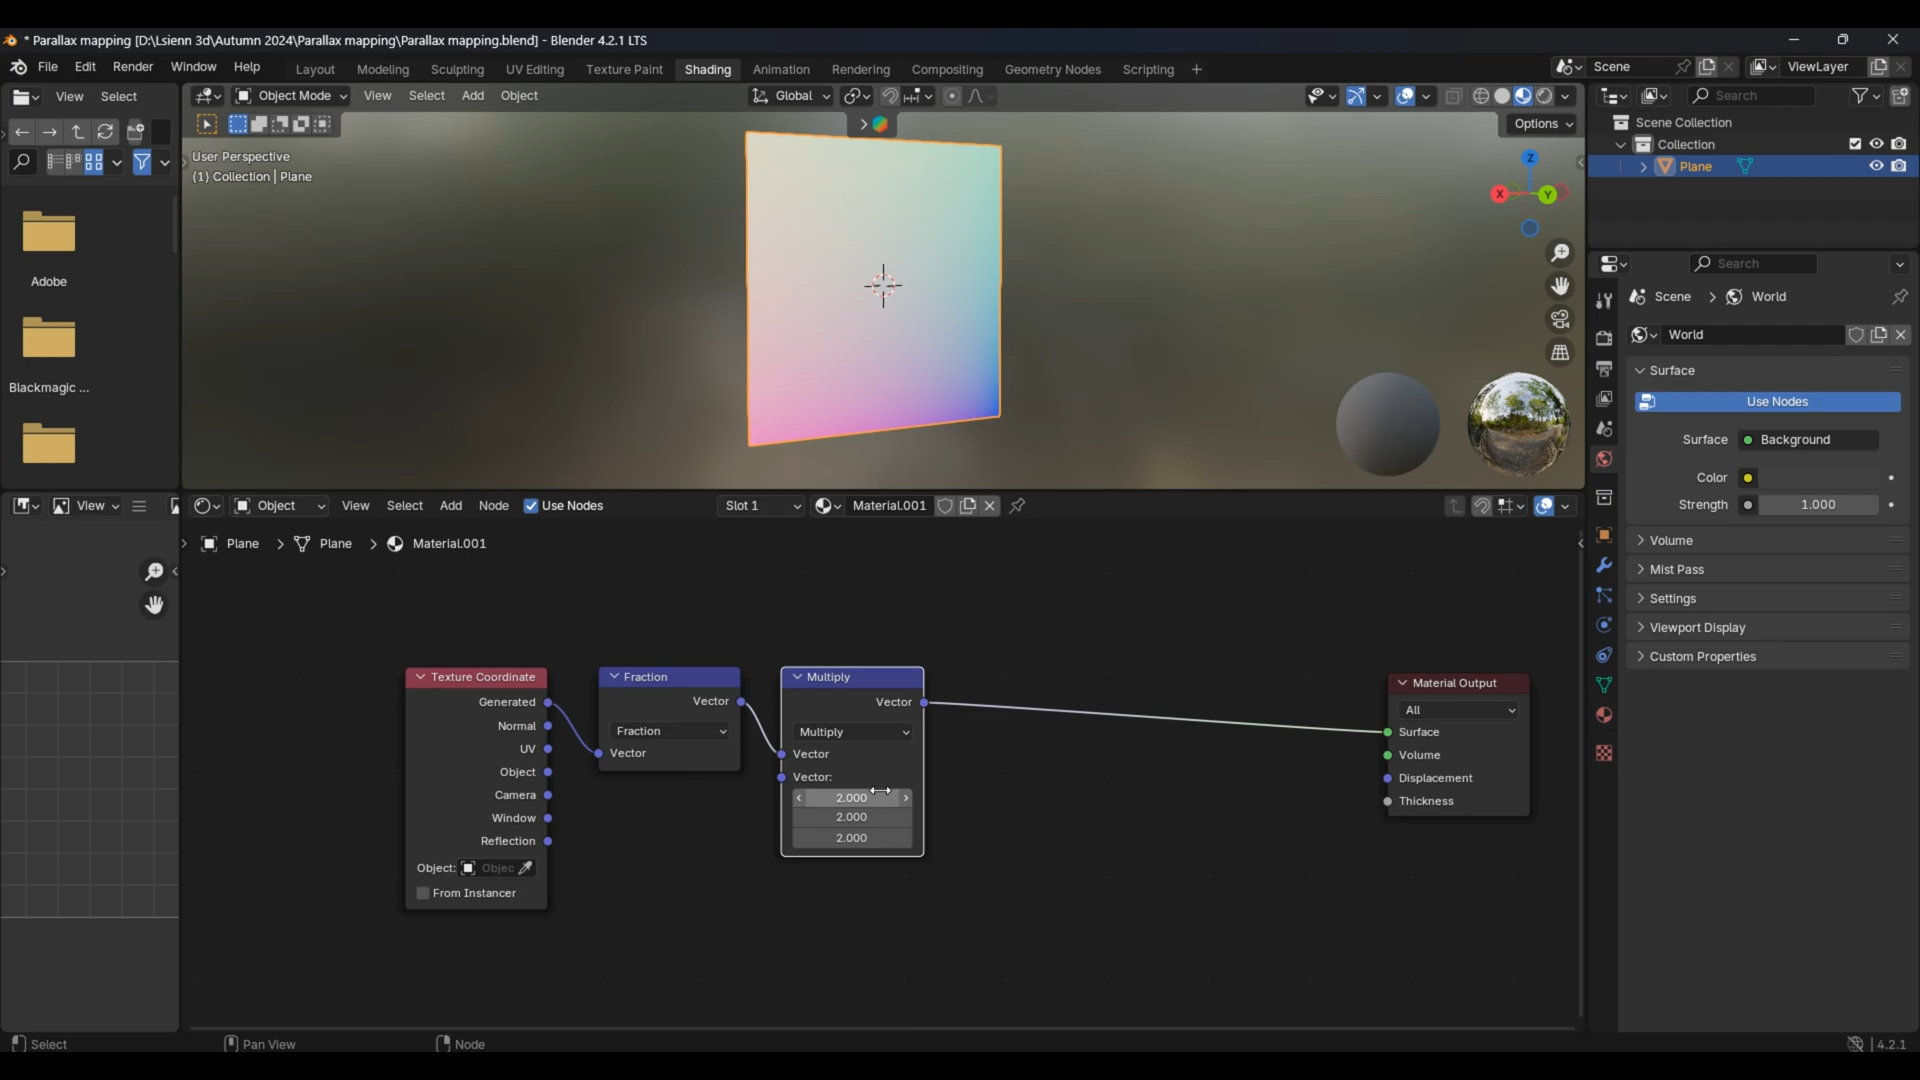 * Parallax mapping [D:\Lsienn 3d\Autumn 2024\Parallax mapping\Parallax mapping.blend] - Blender 4.2.1 LTS
File Edit Render Window Help
Layout Modeling Sculpting UV Editing Texture Paint Shading Animation Rendering Compositing Geometry Nodes Scripting +
Scene ViewLayer
View Select
Object Mode View Select Add Object
Global
Search
Options
Scene Collection
Collection
Plane
User Perspective
(1) Collection | Plane
Z
X
Y
Adobe
Blackmagic ...
Search
Scene > World
World
Surface
Use Nodes
Surface Background
Color
Strength 1.000
Volume
Mist Pass
Settings
Viewport Display
Custom Properties
View
Object View Select Add Node Use Nodes
Slot 1
Material.001
Plane > Plane > Material.001
Texture Coordinate
Generated
Normal
UV
Object
Camera
Window
Reflection
Object: Objec
From Instancer
Fraction
Vector
Fraction
Vector
Multiply
Vector
Multiply
Vector
Vector:
2.000
2.000
2.000
Material Output
All
Surface
Volume
Displacement
Thickness
Select
Pan View
Node
4.2.1